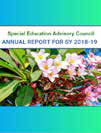 Special Education Advisory Council
ANNUAL REPORT FOR SY 2018-19